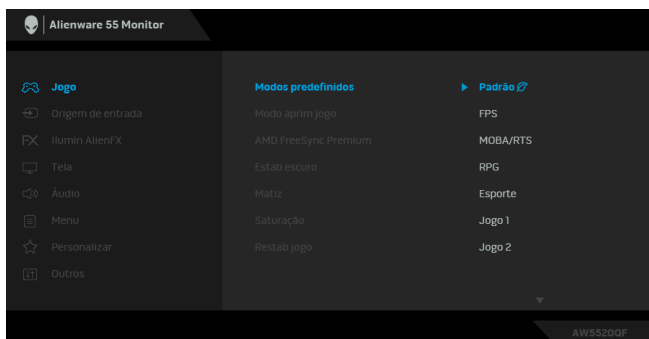 Alienware 55 Monitor
Jogo
Modos predefinidos
Padrão
Origem de entrada
Modo aprim jogo
FPS
FX
Ilumin AlienFX
AMD FreeSync Premium
MOBA/RTS
Tela
Estab escuro
RPG
Áudio
Matiz
Esporte
Menu
Saturação
Jogo 1
Personalizar
Restab jogo
Jogo 2
Outros
AW5520QF